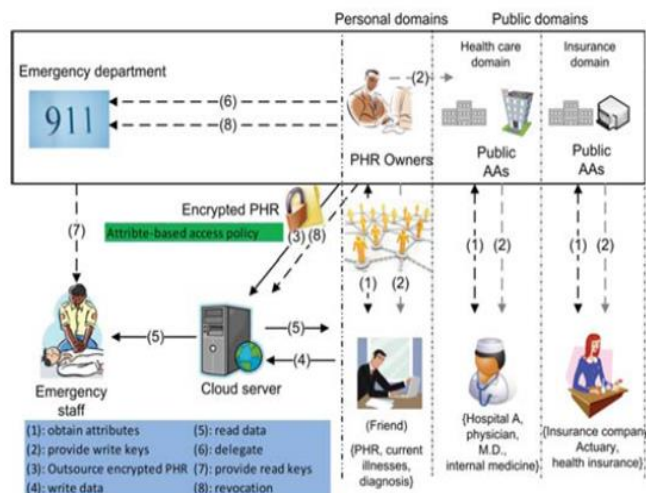 Personal domains
Public domains
Emergency department
911
(6)
(8)
(2)
PHR Owners
Health care
domain
Public
AAs
Insurance
domain
Public
AAs
Encrypted PHR
Attribte-based access policy
(3)
(8)
(7)
(1)
(2)
(1)
(2)
(1)
(2)
(5)
(5)
(4)
Emergency
staff
Cloud server
(Friend)
{PHR, current
illnesses,
diagnosis}
{Hospital A,
physician,
M.D.,
internal medicine}
{Insurance company
Actuary,
health insurance}
(1): obtain attributes
(2): provide write keys
(3): Outsource encrypted PHR
(4): write data
(5): read data
(6): delegate
(7): provide read keys
(8): revocation